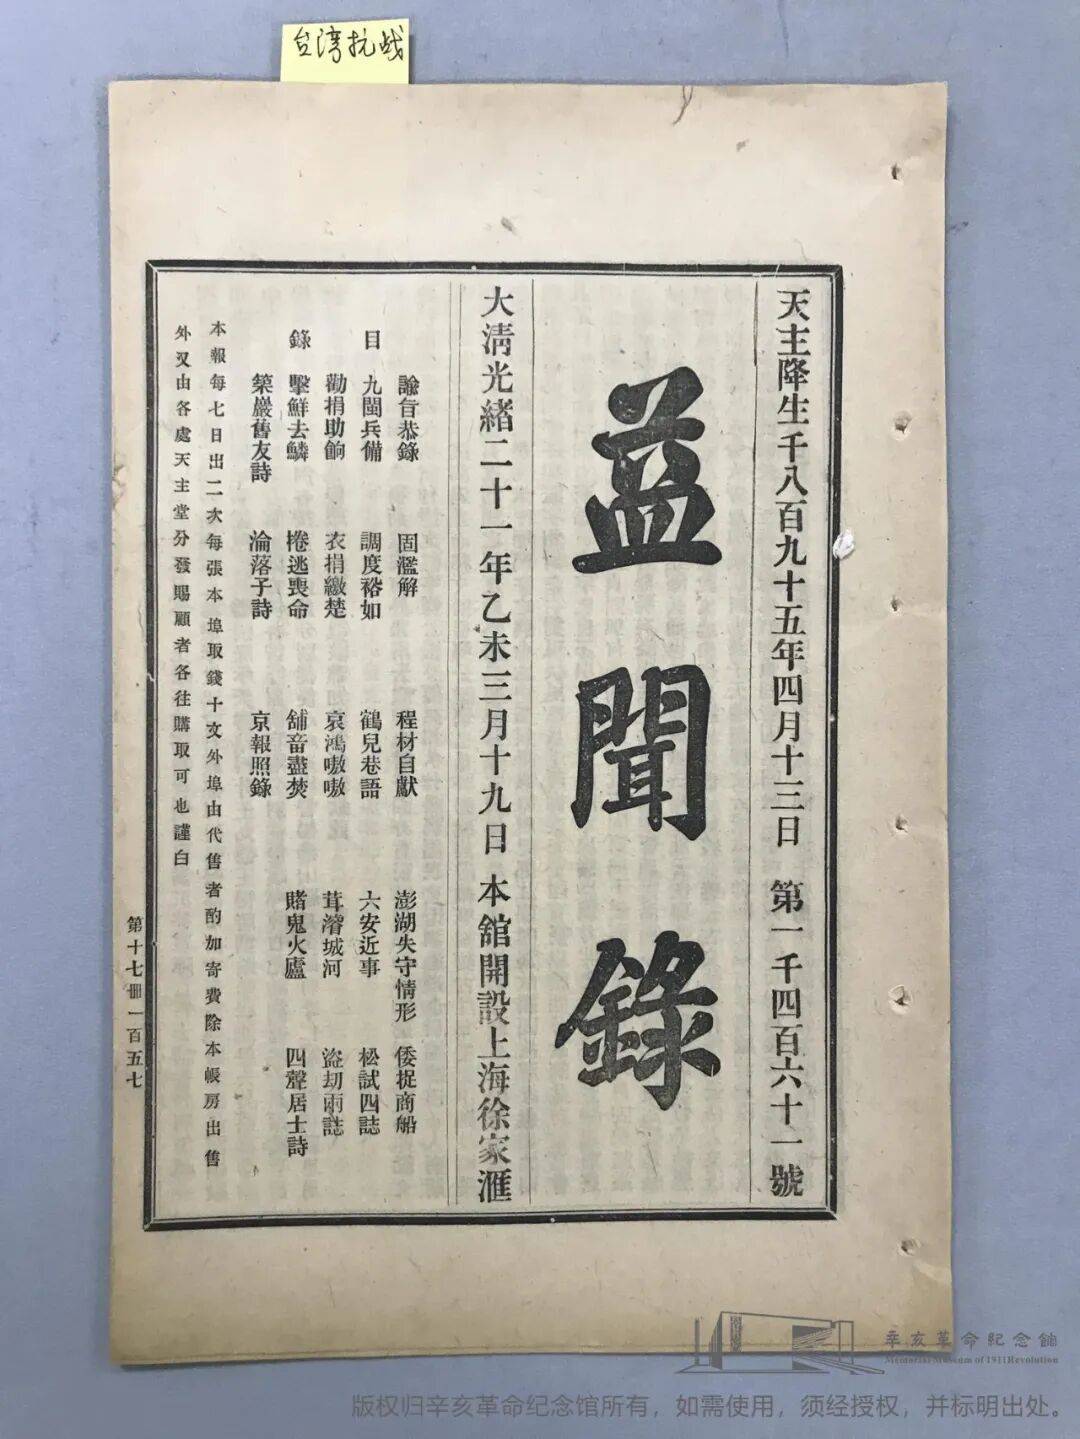 台湾抗战
天主降生千八百九十五年四月十三日 第一千四百六十一號
益聞錄
大清光緒二十一年乙未三月十九日本舘開設上海徐家滙
諭旨恭錄 固濫解 程材自獻 澎湖失守情形 倭捉商船
目 九閩兵備 調度裕如 鶴兒巷語 六安近事 松試四誌
勸捐助餉 衣捐繳楚 哀鴻嗷嗷 茸濬城河 盜刧兩誌
錄 擊鮮去鱗 捲逃喪命 舖音盡焚 賭鬼火廬 四聲居士詩
築巖舊友詩 淪落子詩 京報照錄
本報每七日出二次每張本埠取錢十文外埠由代售者酌加寄費除本帳房出售
外又由各處天主堂分發賜顧者各往購取可也謹白
第十七冊一百五七
辛亥革命紀念館
Memorial Museum of 1911 Revolution
版权归辛亥革命纪念馆所有，如需使用，须经授权，并标明出处。